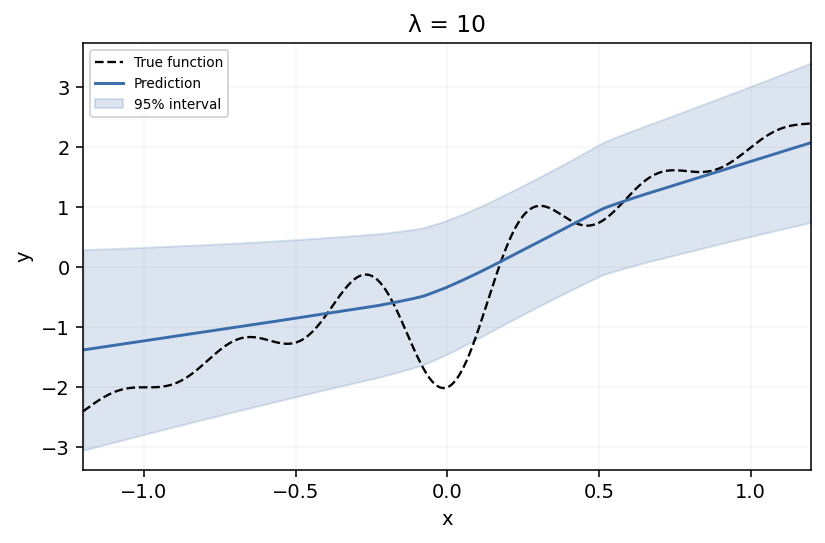 λ = 10
True function
Prediction
95% interval
3
2
1
0
−1
−2
−3
y
−1.0 −0.5 0.0 0.5 1.0
x